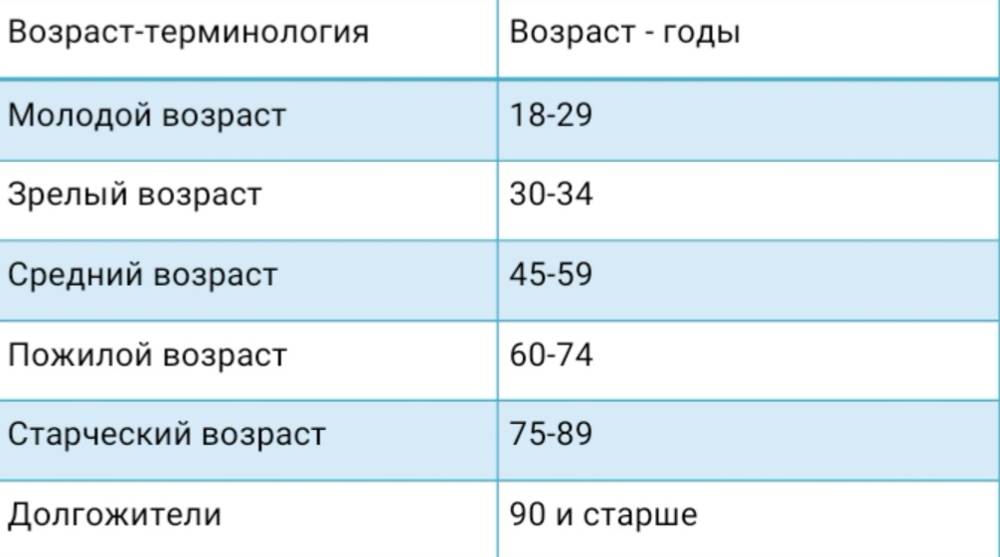 Возраст-терминология Возраст - годы
Молодой возраст 18-29
Зрелый возраст 30-34
Средний возраст 45-59
Пожилой возраст 60-74
Старческий возраст 75-89
Долгожители 90 и старше